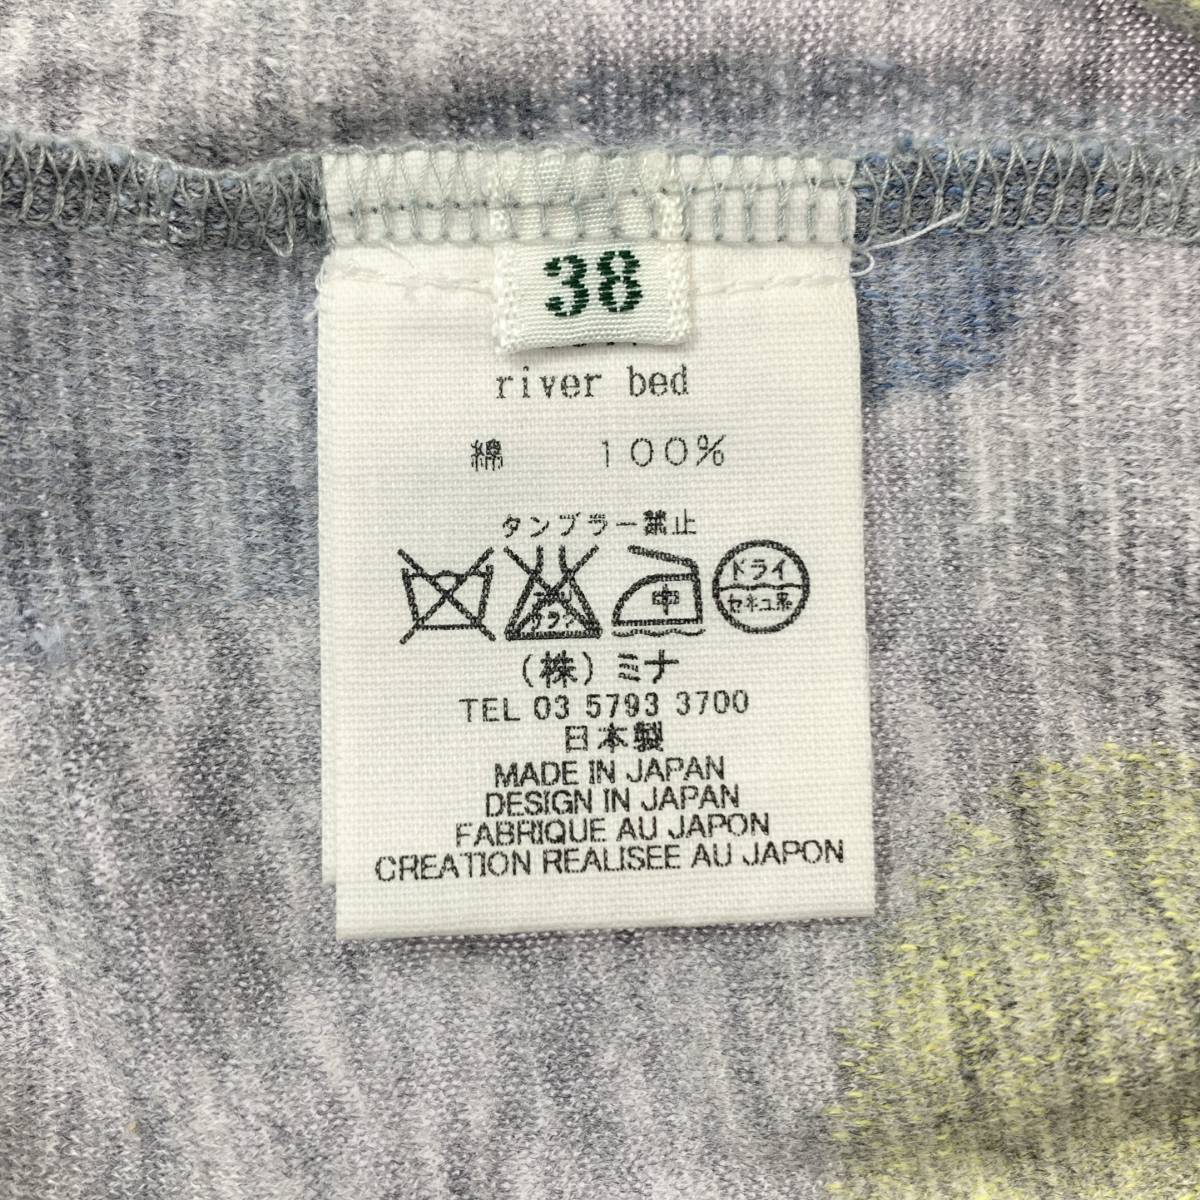 38
river bed
綿 100%
タンブラー禁止
中
ドライ
セキユ系
(株)ミナ
TEL 03 5793 3700
日本製
MADE IN JAPAN
DESIGN IN JAPAN
FABRIQUE AU JAPON
CREATION REALISEE AU JAPON